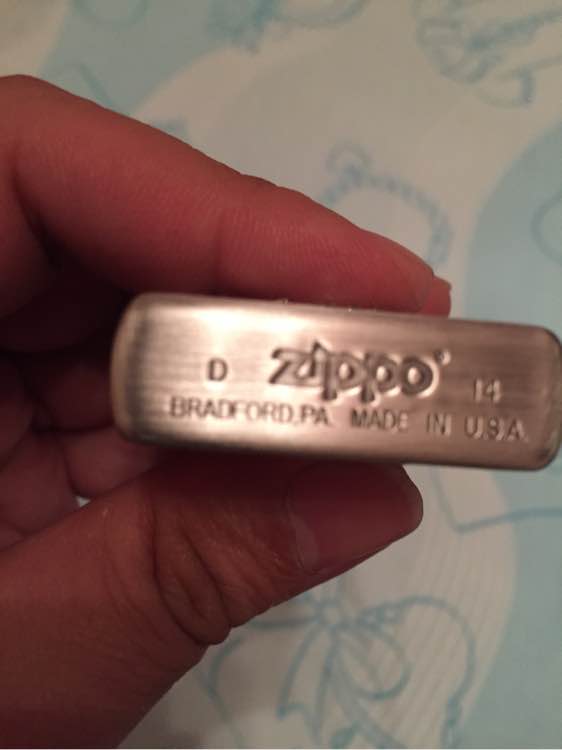 D zippo® 14
BRADFORD,PA. MADE IN U.S.A.